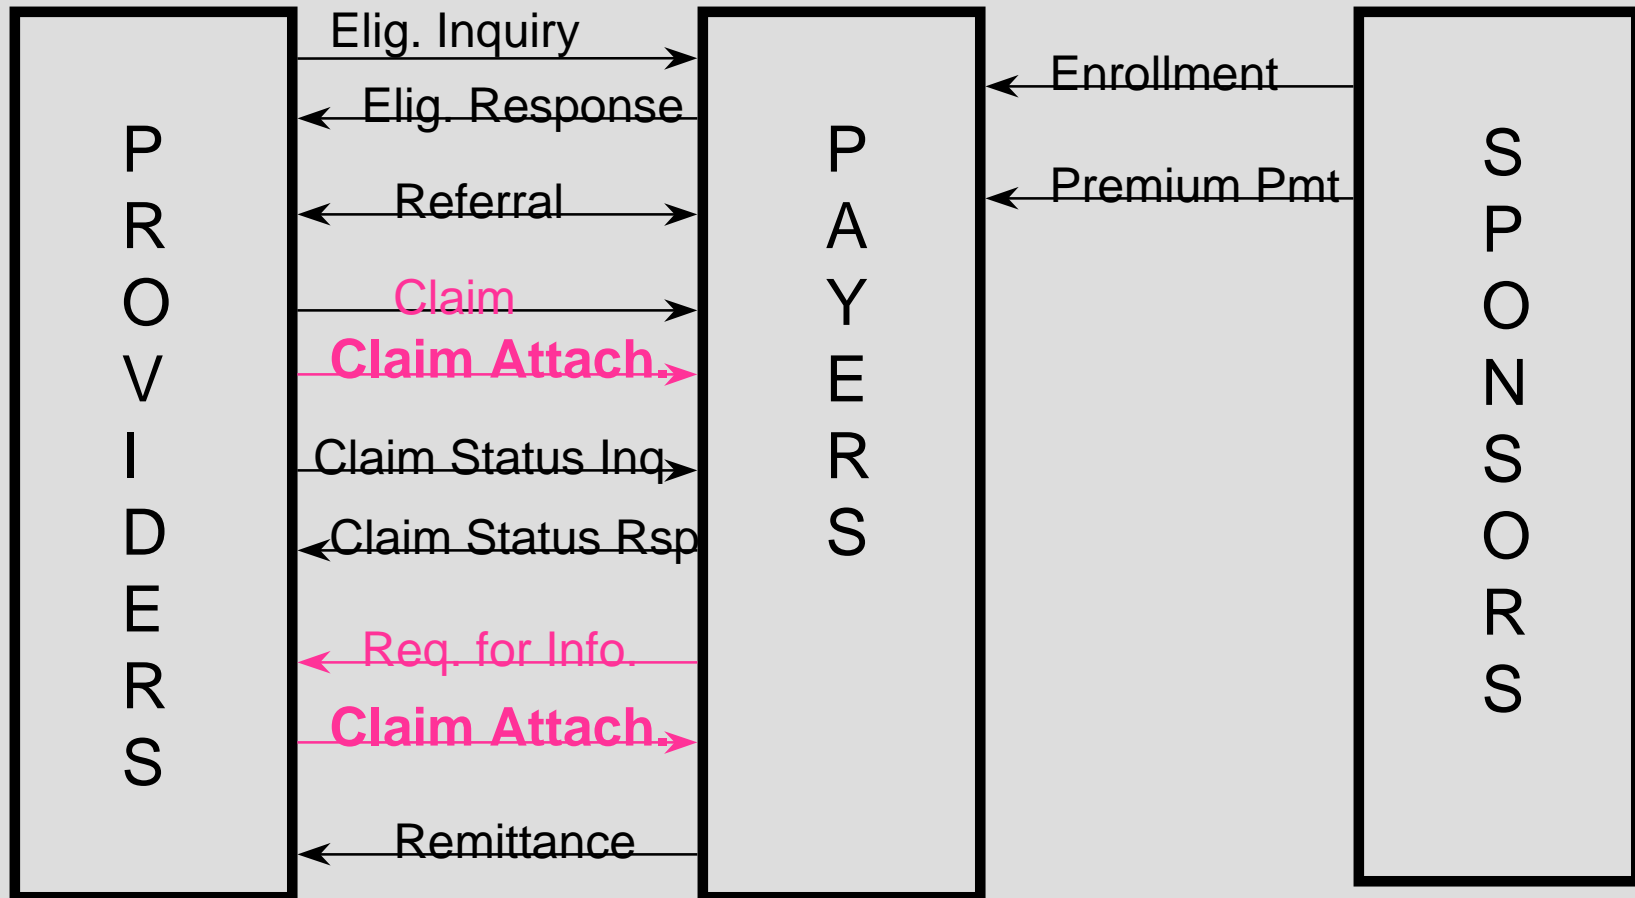 PROVIDERS
Elig. Inquiry
Elig. Response
Referral
Claim
Claim Attach.
Claim Status Inq
Claim Status Rsp
Req. for Info.
Claim Attach.
Remittance
PAYERS
Enrollment
Premium Pmt
SPONSORS